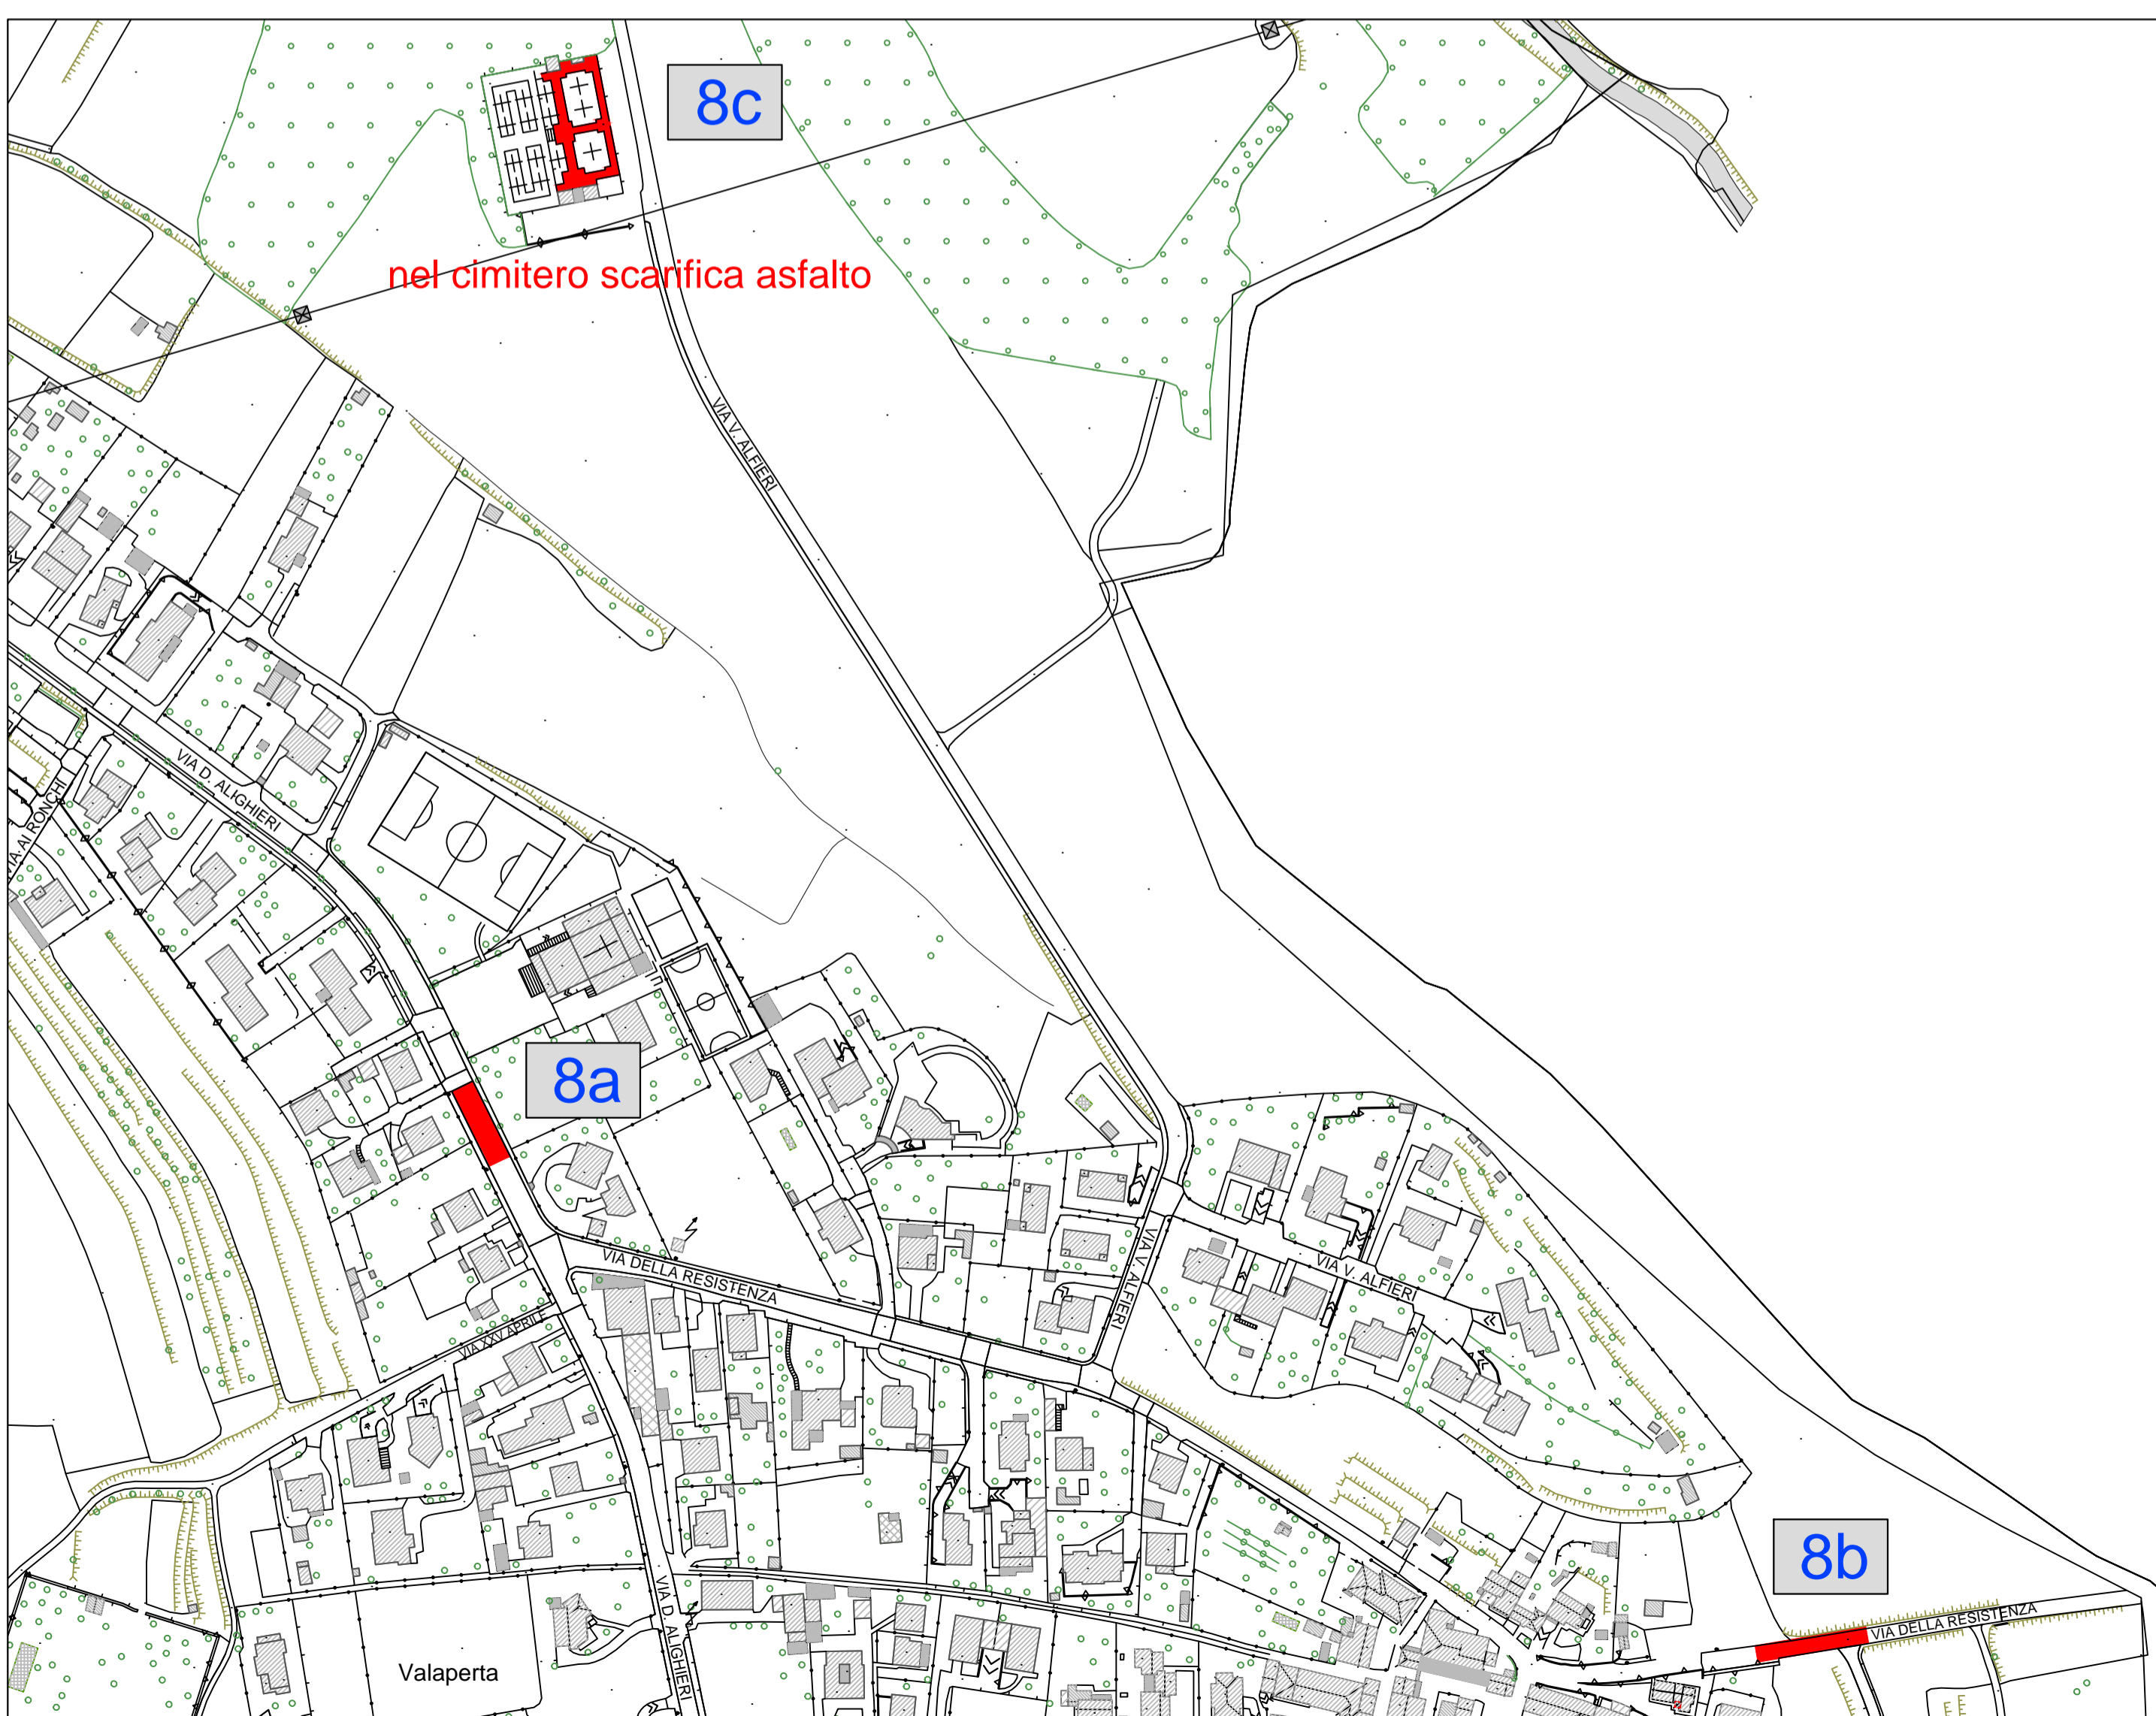 8c
nel cimitero scarifica asfalto
VIA V. ALFIERI
VIA D. ALIGHIERI
VIA AI RONCHI
8a
VIA DELLA RESISTENZA
VIA V. ALFIERI
VIA V. ALFIERI
VIA XXV APRILE
8b
VIA DELLA RESISTENZA
VIA D. ALIGHIERI
Valaperta